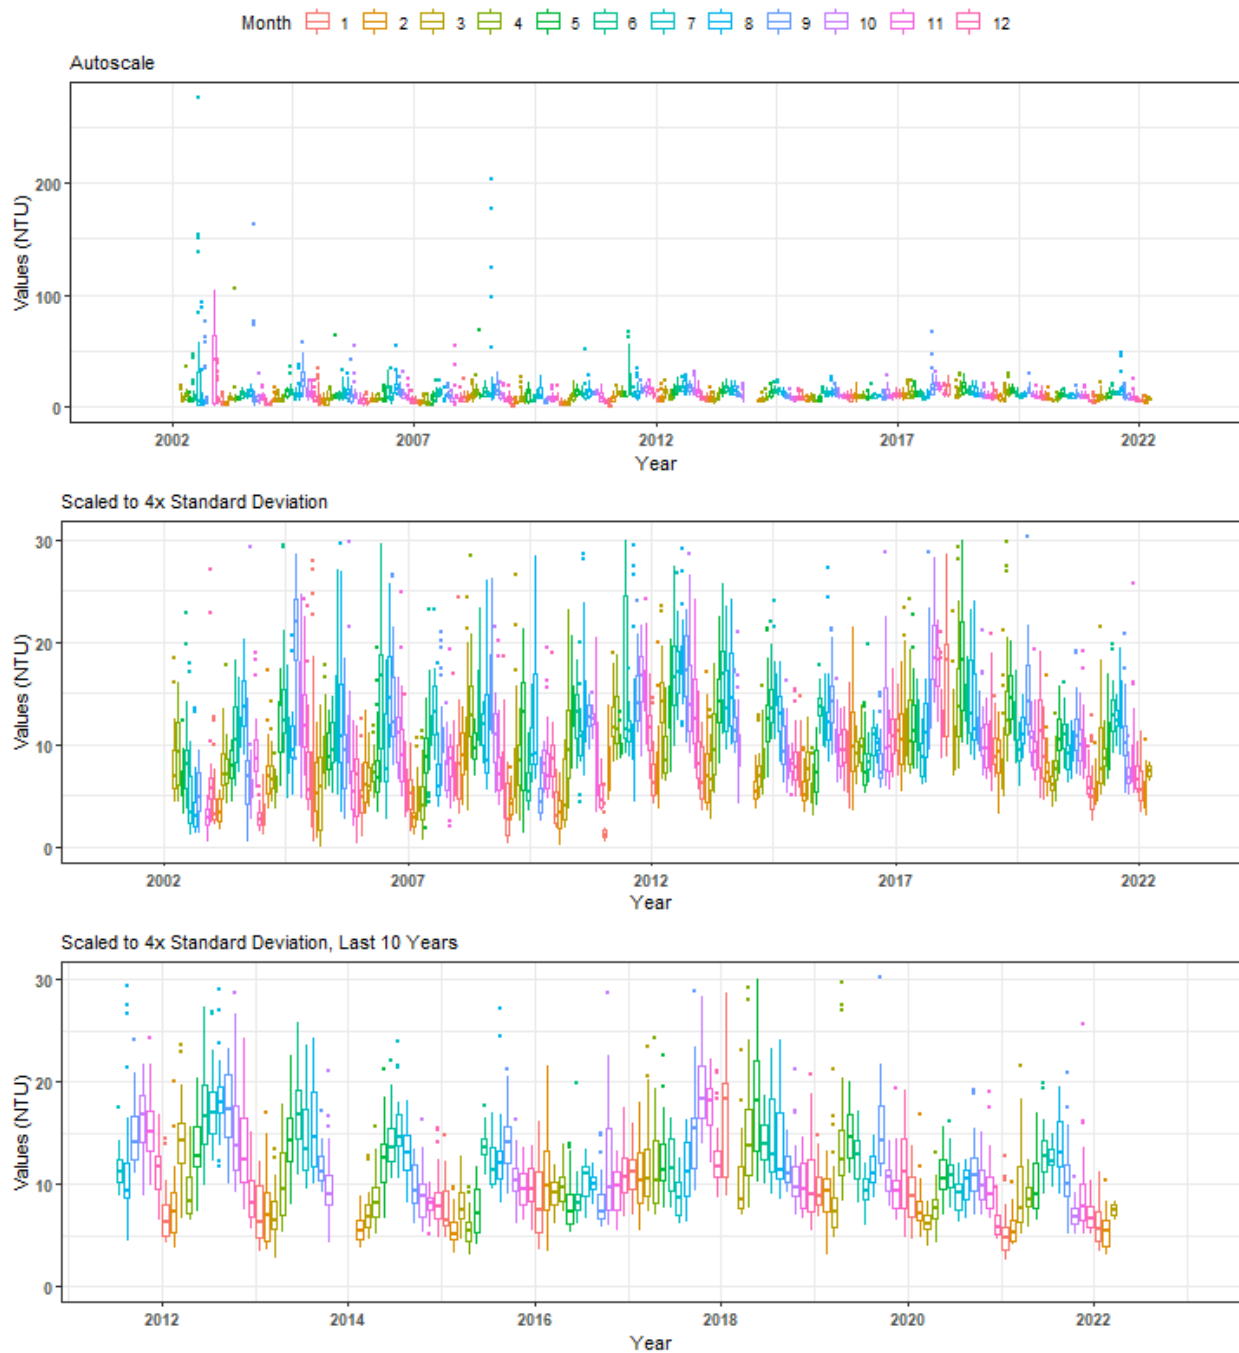 Month 1 2 3 4 5 6 7 8 9 10 11 12
Autoscale
Values (NTU)
200
100
0
2002 2007 2012 2017 2022
Year
Scaled to 4x Standard Deviation
Values (NTU)
30
20
10
0
2002 2007 2012 2017 2022
Year
Scaled to 4x Standard Deviation, Last 10 Years
Values (NTU)
30
20
10
0
2012 2014 2016 2018 2020 2022
Year